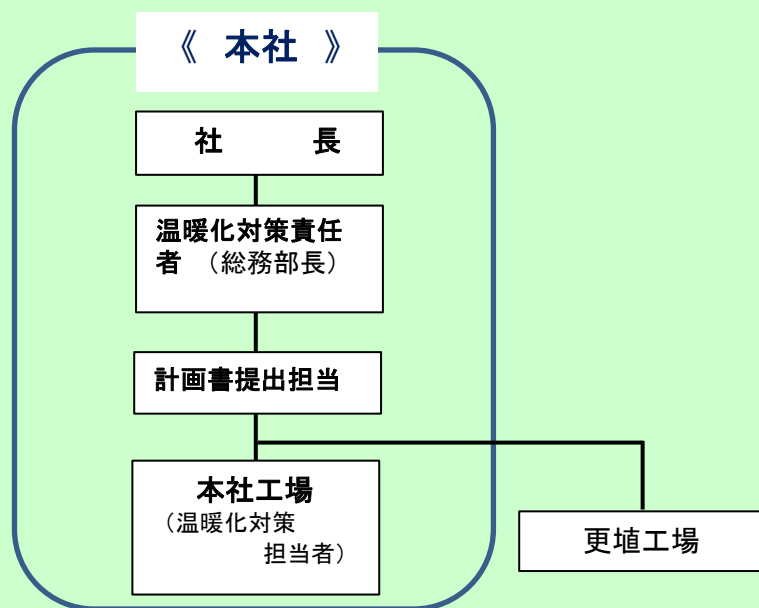 《 本社 》
社 長
温暖化対策責任
者 （総務部長）
計画書提出担当
本社工場
（温暖化対策
担当者）
更埴工場